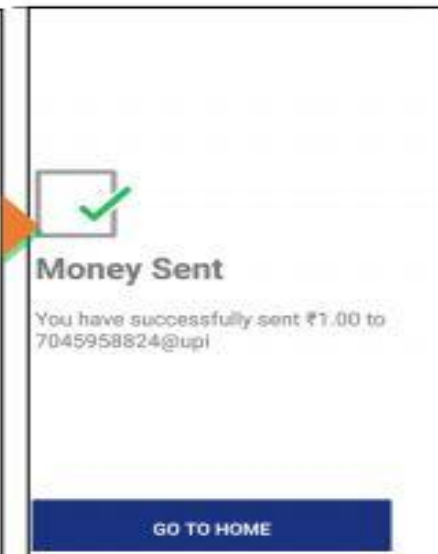 Money Sent
You have successfully sent ₹1.00 to
7045958824@upi
GO TO HOME